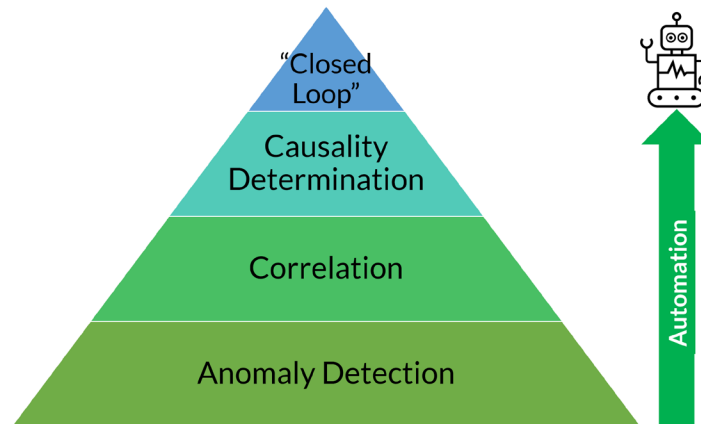 “Closed
Loop”
Causality
Determination
Correlation
Anomaly Detection
Automation